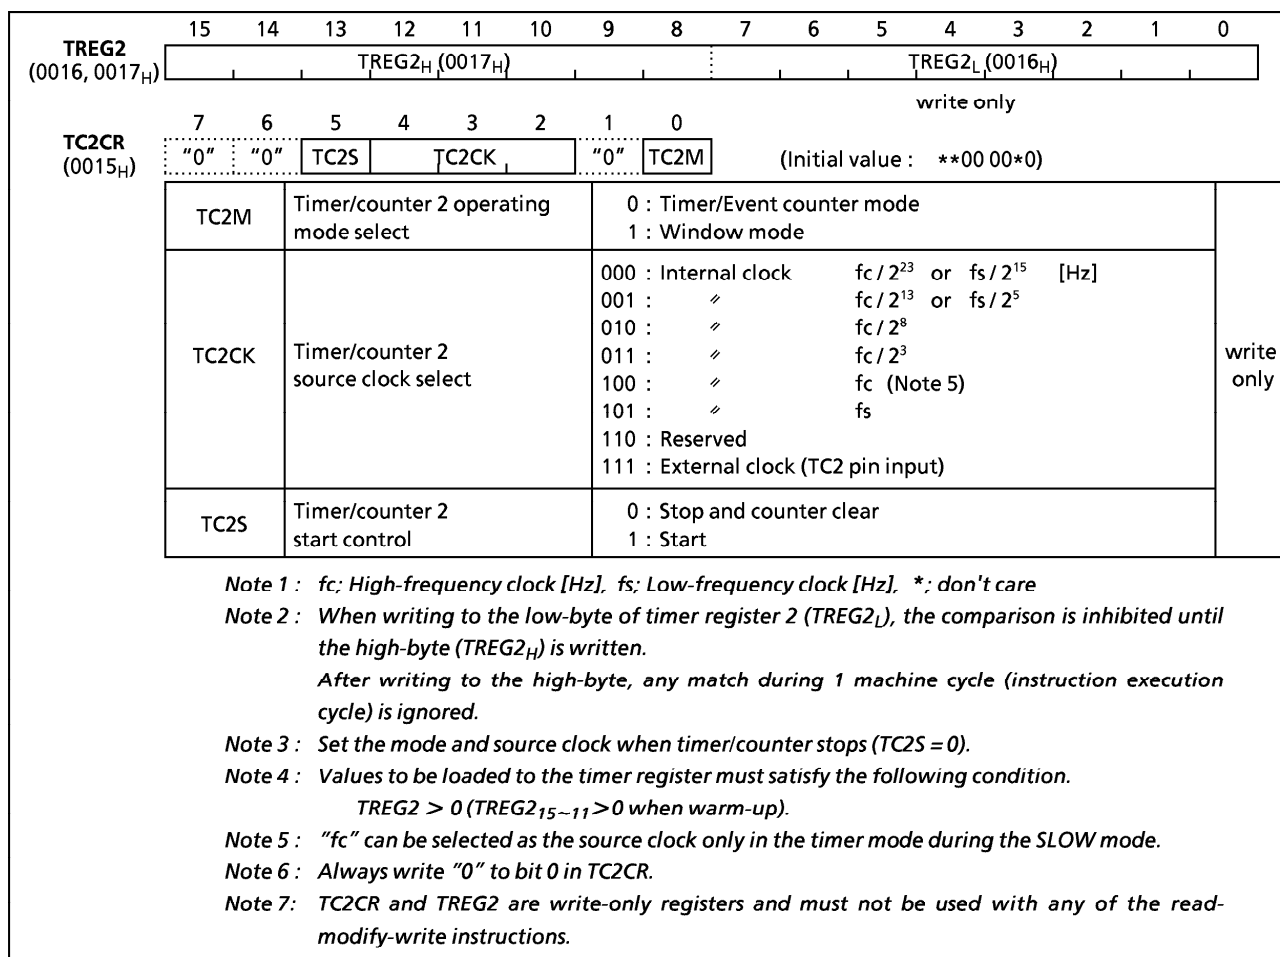 15 14 13 12 11 10 9 8 7 6 5 4 3 2 1 0
TREG2
(0016, 0017H) TREG2H (0017H) TREG2L (0016H)
write only
7 6 5 4 3 2 1 0
TC2CR
(0015H) "0" "0" TC2S TC2CK "0" TC2M (Initial value : **00 00*0)
TC2M Timer/counter 2 operating mode select
0 : Timer/Event counter mode
1 : Window mode
TC2CK Timer/counter 2 source clock select
000 : Internal clock fc / 2²³ or fs / 2¹⁵ [Hz]
001 : 〃 fc / 2¹³ or fs / 2⁵
010 : 〃 fc / 2⁸
011 : 〃 fc / 2³
100 : 〃 fc (Note 5)
101 : 〃 fs
110 : Reserved
111 : External clock (TC2 pin input)
write only
TC2S Timer/counter 2 start control
0 : Stop and counter clear
1 : Start
Note 1 : fc; High-frequency clock [Hz], fs; Low-frequency clock [Hz], *; don't care
Note 2 : When writing to the low-byte of timer register 2 (TREG2L), the comparison is inhibited until
the high-byte (TREG2H) is written.
After writing to the high-byte, any match during 1 machine cycle (instruction execution
cycle) is ignored.
Note 3 : Set the mode and source clock when timer/counter stops (TC2S = 0).
Note 4 : Values to be loaded to the timer register must satisfy the following condition.
TREG2 > 0 (TREG2₁₅~₁₁ > 0 when warm-up).
Note 5 : "fc" can be selected as the source clock only in the timer mode during the SLOW mode.
Note 6 : Always write "0" to bit 0 in TC2CR.
Note 7: TC2CR and TREG2 are write-only registers and must not be used with any of the read-
modify-write instructions.